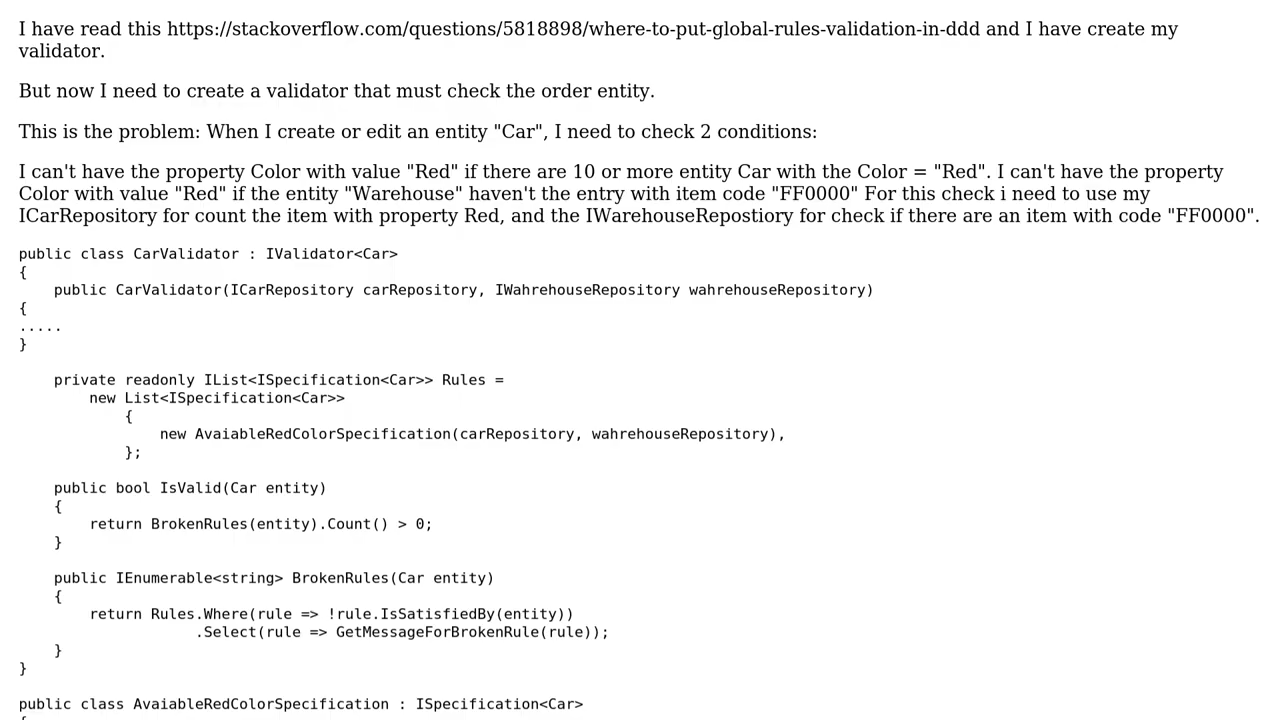 I have read this https://stackoverflow.com/questions/5818898/where-to-put-global-rules-validation-in-ddd and I have create my
validator.
But now I need to create a validator that must check the order entity.
This is the problem: When I create or edit an entity "Car", I need to check 2 conditions:
I can't have the property Color with value "Red" if there are 10 or more entity Car with the Color = "Red". I can't have the property
Color with value "Red" if the entity "Warehouse" haven't the entry with item code "FF0000" For this check i need to use my
ICarRepository for count the item with property Red, and the IWarehouseRepostiory for check if there are an item with code "FF0000".
public class CarValidator : IValidator<Car>
{
    public CarValidator(ICarRepository carRepository, IWahrehouseRepository wahrehouseRepository)
{
.....
}
    private readonly IList<ISpecification<Car>> Rules =
        new List<ISpecification<Car>>
            {
                new AvaiableRedColorSpecification(carRepository, wahrehouseRepository),
            };
    public bool IsValid(Car entity)
    {
        return BrokenRules(entity).Count() > 0;
    }
    public IEnumerable<string> BrokenRules(Car entity)
    {
        return Rules.Where(rule => !rule.IsSatisfiedBy(entity))
                    .Select(rule => GetMessageForBrokenRule(rule));
    }
}
public class AvaiableRedColorSpecification : ISpecification<Car>
{